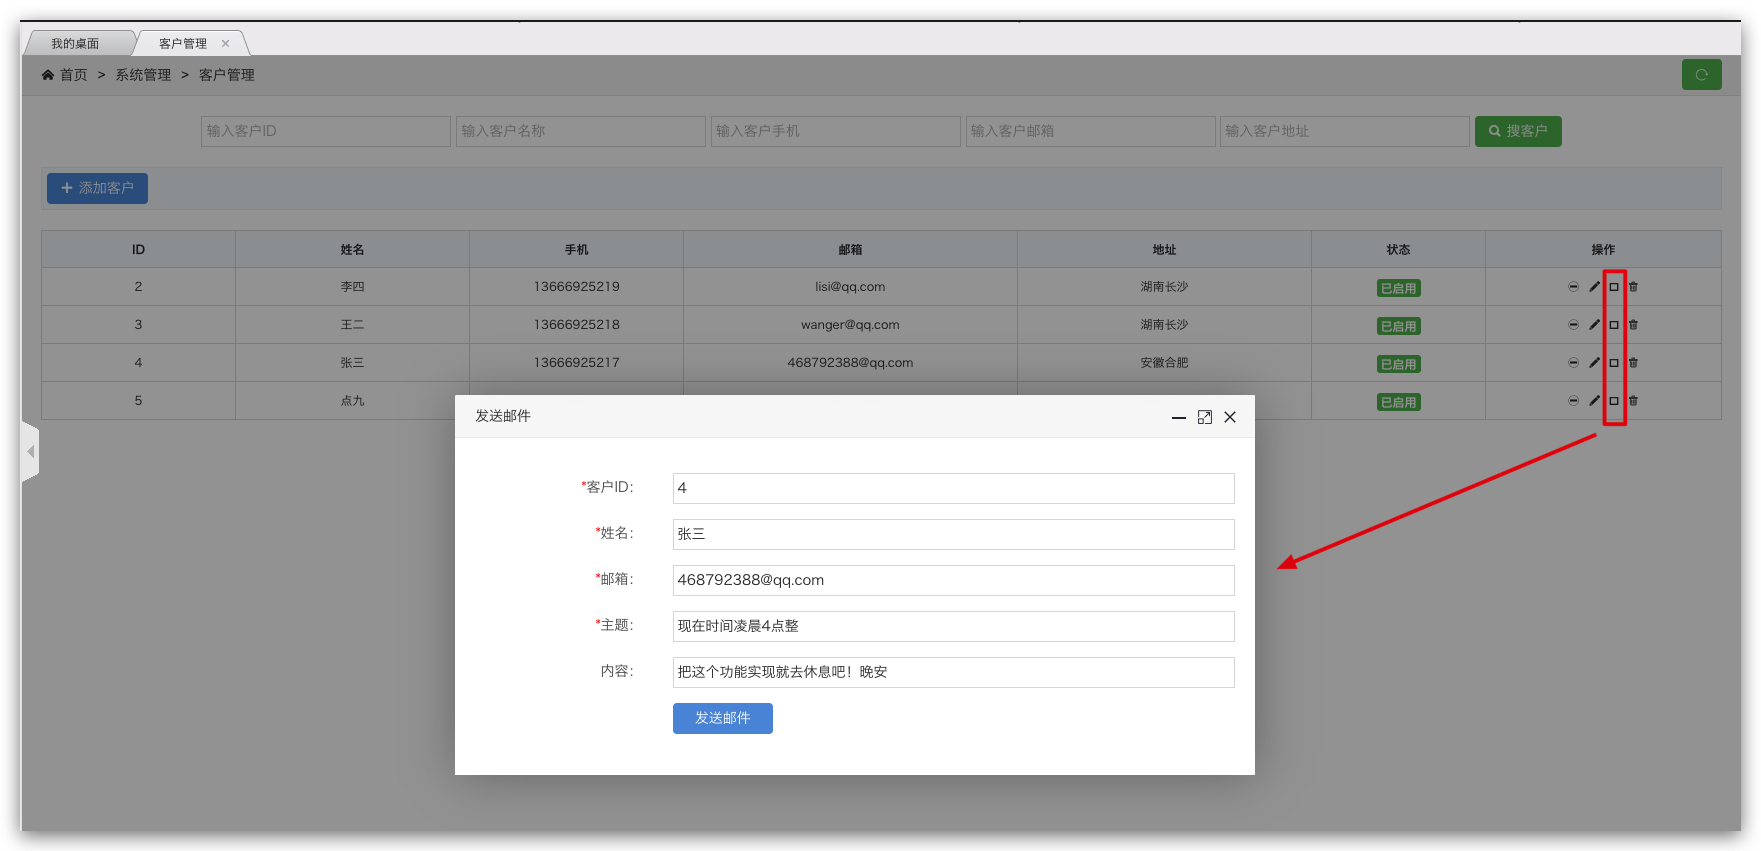 我的桌面 客户管理
首页 > 系统管理 > 客户管理
输入客户ID 输入客户名称 输入客户手机 输入客户邮箱 输入客户地址 搜客户
添加客户
ID 姓名 手机 邮箱 地址 状态 操作
2 李四 13666925219 lisi@qq.com 湖南长沙 已启用
3 王二 13666925218 wanger@qq.com 湖南长沙 已启用
4 张三 13666925217 468792388@qq.com 安徽合肥 已启用
5 点九 已启用
发送邮件
*客户ID： 4
*姓名： 张三
*邮箱： 468792388@qq.com
*主题： 现在时间凌晨4点整
内容： 把这个功能实现就去休息吧！晚安
发送邮件